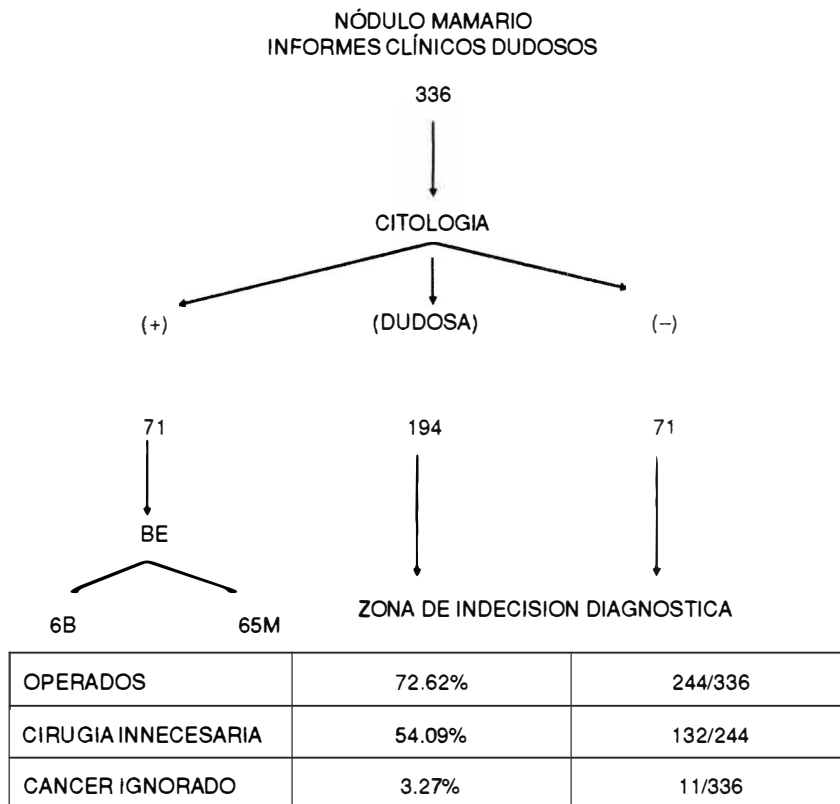 NÓDULO MAMARIO
INFORMES CLÍNICOS DUDOSOS
336
CITOLOGIA
(+) (DUDOSA) (–)
71 194 71
BE
6B 65M ZONA DE INDECISION DIAGNOSTICA
OPERADOS 72.62% 244/336
CIRUGIA INNECESARIA 54.09% 132/244
CANCER IGNORADO 3.27% 11/336